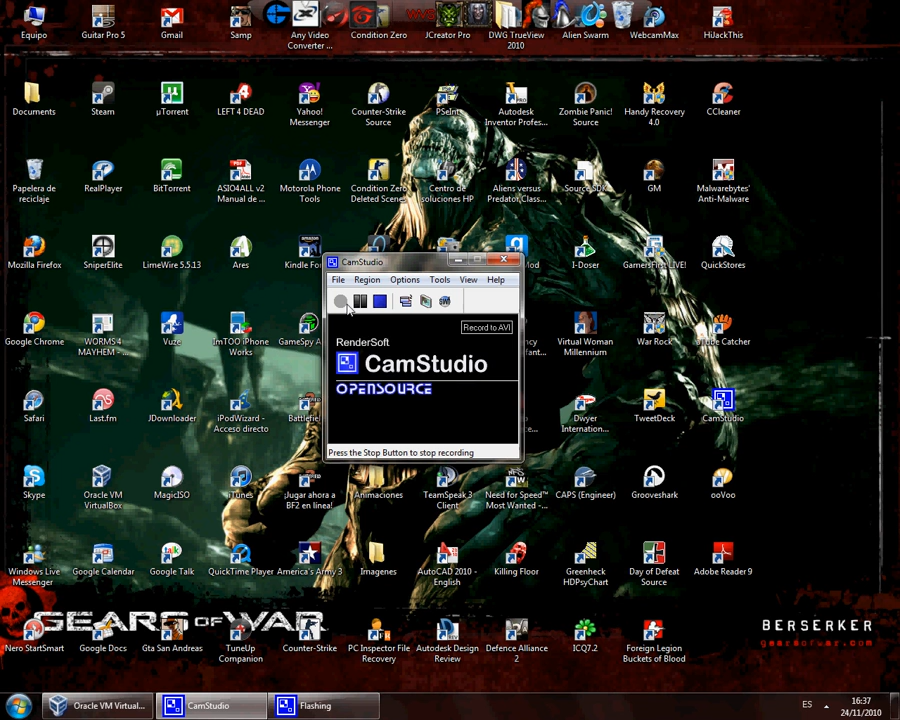 Equipo
Guitar Pro 5
Gmail
Samp
Any Video
Converter ...
Condition Zero
JCreator Pro
DWG TrueView
2010
Alien Swarm
WebcamMax
HiJackThis
Documents
Steam
µTorrent
LEFT 4 DEAD
Yahoo!
Messenger
Counter-Strike
Source
PSeInt
Autodesk
Inventor Profes...
Zombie Panic!
Source
Handy Recovery
4.0
CCleaner
Papelera de
reciclaje
RealPlayer
BitTorrent
ASIO4ALL v2
Manual de ...
Motorola Phone
Tools
Condition Zero
Deleted Scenes
Centro de
soluciones HP
Aliens versus
Predator Class...
Source SDK
GM
Malwarebytes'
Anti-Malware
Mozilla Firefox
SniperElite
LimeWire 5.5.13
Ares
Kindle For
Mod
I-Doser
GamersFirst LIVE!
QuickStores
CamStudio
File Region Options Tools View Help
Record to AVI
RenderSoft
CamStudio
OPENSOURCE
Press the Stop Button to stop recording
Google Chrome
WORMS 4
MAYHEM - ...
Vuze
ImTOO iPhone
Works
GameSpy A
Virtual Woman
Millennium
War Rock
Catcher
Safari
Last.fm
JDownloader
iPodWizard -
Acceso directo
Battlefie
Dwyer
Internation...
TweetDeck
CamStudio
Skype
Oracle VM
VirtualBox
MagicISO
iTunes
¡Jugar ahora a
BF2 en línea!
Animaciones
TeamSpeak 3
Client
Need for Speed™
Most Wanted -...
CAPS (Engineer)
Grooveshark
ooVoo
Windows Live
Messenger
Google Calendar
Google Talk
QuickTime Player
America's Army 3
Imagenes
AutoCAD 2010 -
English
Killing Floor
Greenheck
HDPsyChart
Day of Defeat
Source
Adobe Reader 9
GEARS OF WAR
BERSERKER
gearsofwar.com
Nero StartSmart
Google Docs
Gta San Andreas
TuneUp
Companion
Counter-Strike
PC Inspector File
Recovery
Autodesk Design
Review
Defence Alliance
2
ICQ7.2
Foreign Legion
Buckets of Blood
Oracle VM Virtual...
CamStudio
Flashing
ES
16:37
24/11/2010